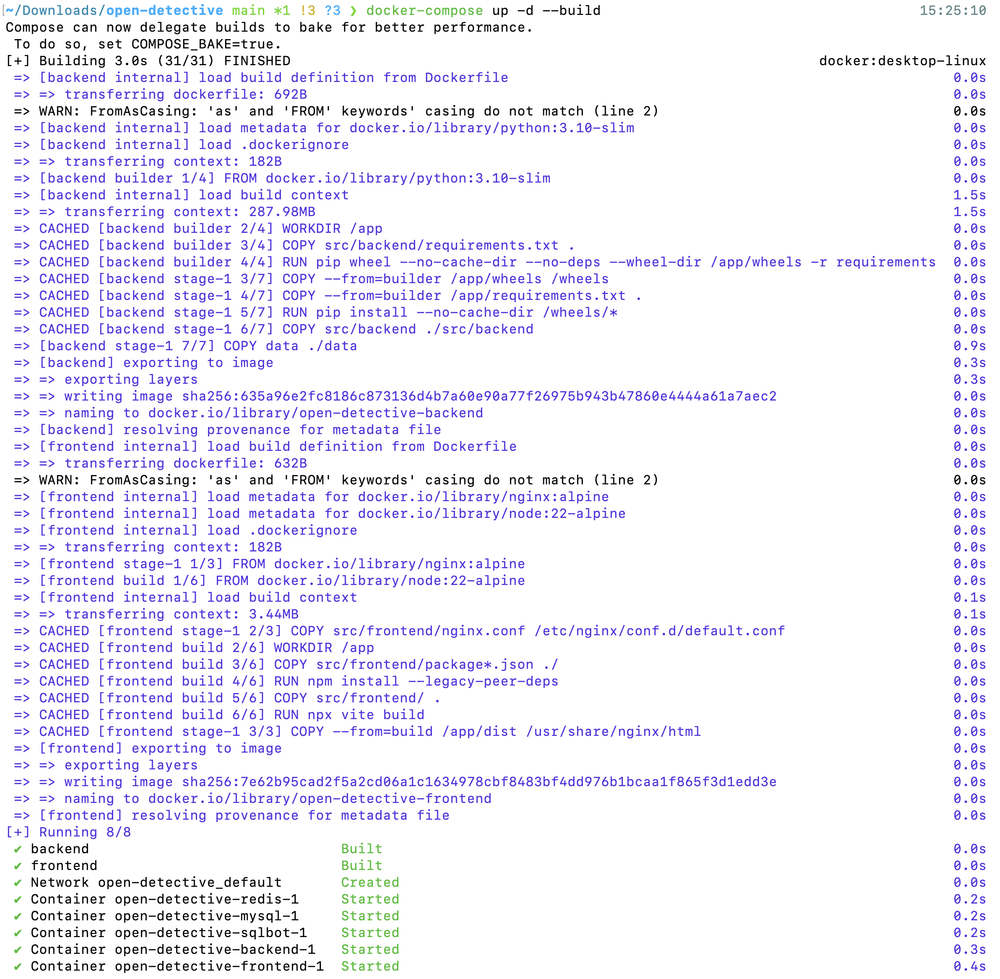 ~/Downloads/open-detective main *1 !3 ?3 ❯ docker-compose up -d --build 15:25:10
Compose can now delegate builds to bake for better performance.
 To do so, set COMPOSE_BAKE=true.
[+] Building 3.0s (31/31) FINISHED docker:desktop-linux
 => [backend internal] load build definition from Dockerfile 0.0s
 => => transferring dockerfile: 692B 0.0s
 => WARN: FromAsCasing: 'as' and 'FROM' keywords' casing do not match (line 2) 0.0s
 => [backend internal] load metadata for docker.io/library/python:3.10-slim 0.0s
 => [backend internal] load .dockerignore 0.0s
 => => transferring context: 182B 0.0s
 => [backend builder 1/4] FROM docker.io/library/python:3.10-slim 0.0s
 => [backend internal] load build context 1.5s
 => => transferring context: 287.98MB 1.5s
 => CACHED [backend builder 2/4] WORKDIR /app 0.0s
 => CACHED [backend builder 3/4] COPY src/backend/requirements.txt . 0.0s
 => CACHED [backend builder 4/4] RUN pip wheel --no-cache-dir --no-deps --wheel-dir /app/wheels -r requirements 0.0s
 => CACHED [backend stage-1 3/7] COPY --from=builder /app/wheels /wheels 0.0s
 => CACHED [backend stage-1 4/7] COPY --from=builder /app/requirements.txt . 0.0s
 => CACHED [backend stage-1 5/7] RUN pip install --no-cache-dir /wheels/* 0.0s
 => CACHED [backend stage-1 6/7] COPY src/backend ./src/backend 0.0s
 => [backend stage-1 7/7] COPY data ./data 0.9s
 => [backend] exporting to image 0.3s
 => => exporting layers 0.3s
 => => writing image sha256:635a96e2fc8186c873136d4b7a60e90a77f26975b943b47860e4444a61a7aec2 0.0s
 => => naming to docker.io/library/open-detective-backend 0.0s
 => [backend] resolving provenance for metadata file 0.0s
 => [frontend internal] load build definition from Dockerfile 0.0s
 => => transferring dockerfile: 632B 0.0s
 => WARN: FromAsCasing: 'as' and 'FROM' keywords' casing do not match (line 2) 0.0s
 => [frontend internal] load metadata for docker.io/library/nginx:alpine 0.0s
 => [frontend internal] load metadata for docker.io/library/node:22-alpine 0.0s
 => [frontend internal] load .dockerignore 0.0s
 => => transferring context: 182B 0.0s
 => [frontend stage-1 1/3] FROM docker.io/library/nginx:alpine 0.0s
 => [frontend build 1/6] FROM docker.io/library/node:22-alpine 0.0s
 => [frontend internal] load build context 0.1s
 => => transferring context: 3.44MB 0.1s
 => CACHED [frontend stage-1 2/3] COPY src/frontend/nginx.conf /etc/nginx/conf.d/default.conf 0.0s
 => CACHED [frontend build 2/6] WORKDIR /app 0.0s
 => CACHED [frontend build 3/6] COPY src/frontend/package*.json ./ 0.0s
 => CACHED [frontend build 4/6] RUN npm install --legacy-peer-deps 0.0s
 => CACHED [frontend build 5/6] COPY src/frontend/ . 0.0s
 => CACHED [frontend build 6/6] RUN npx vite build 0.0s
 => CACHED [frontend stage-1 3/3] COPY --from=build /app/dist /usr/share/nginx/html 0.0s
 => [frontend] exporting to image 0.0s
 => => exporting layers 0.0s
 => => writing image sha256:7e62b95cad2f5a2cd06a1c1634978cbf8483bf4dd976b1bcaa1f865f3d1edd3e 0.0s
 => => naming to docker.io/library/open-detective-frontend 0.0s
 => [frontend] resolving provenance for metadata file 0.0s
[+] Running 8/8
 ✔ backend Built 0.0s
 ✔ frontend Built 0.0s
 ✔ Network open-detective_default Created 0.0s
 ✔ Container open-detective-redis-1 Started 0.2s
 ✔ Container open-detective-mysql-1 Started 0.2s
 ✔ Container open-detective-sqlbot-1 Started 0.2s
 ✔ Container open-detective-backend-1 Started 0.3s
 ✔ Container open-detective-frontend-1 Started 0.4s